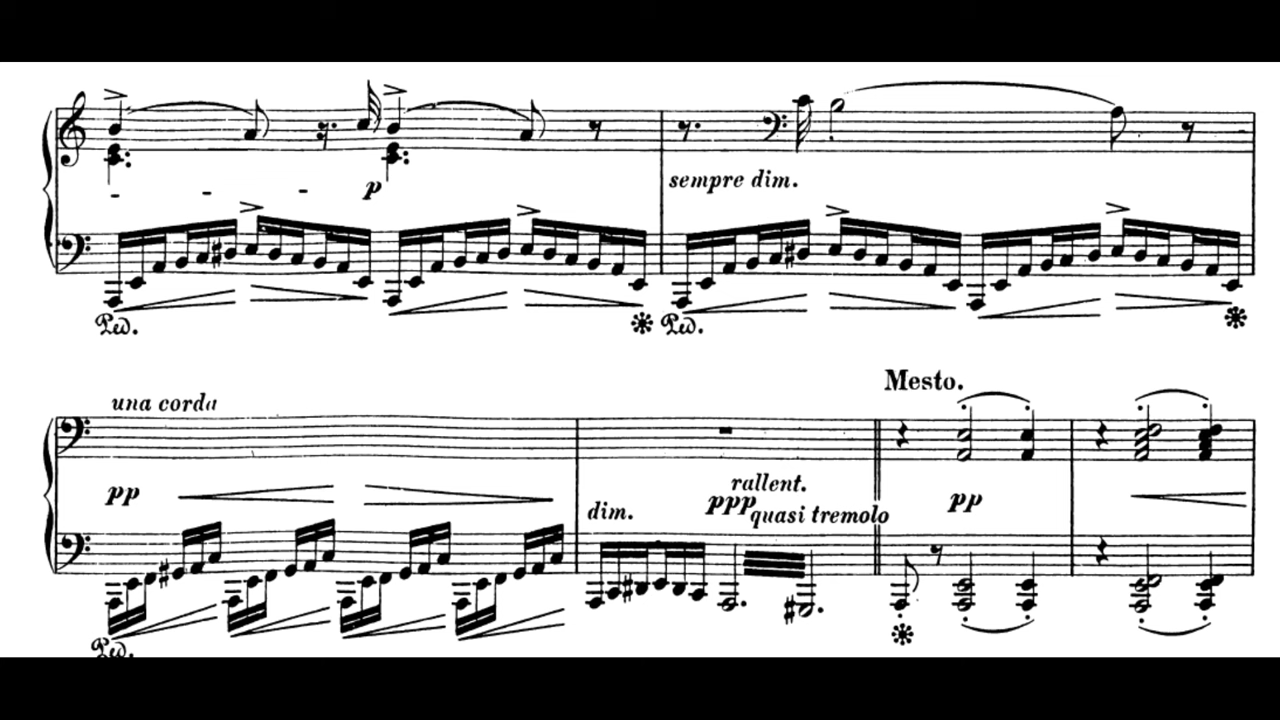 p
sempre dim.
Ped.
Ped.
Mesto.
una corda
pp
dim.
rallent.
ppp
quasi tremolo
pp
Ped.